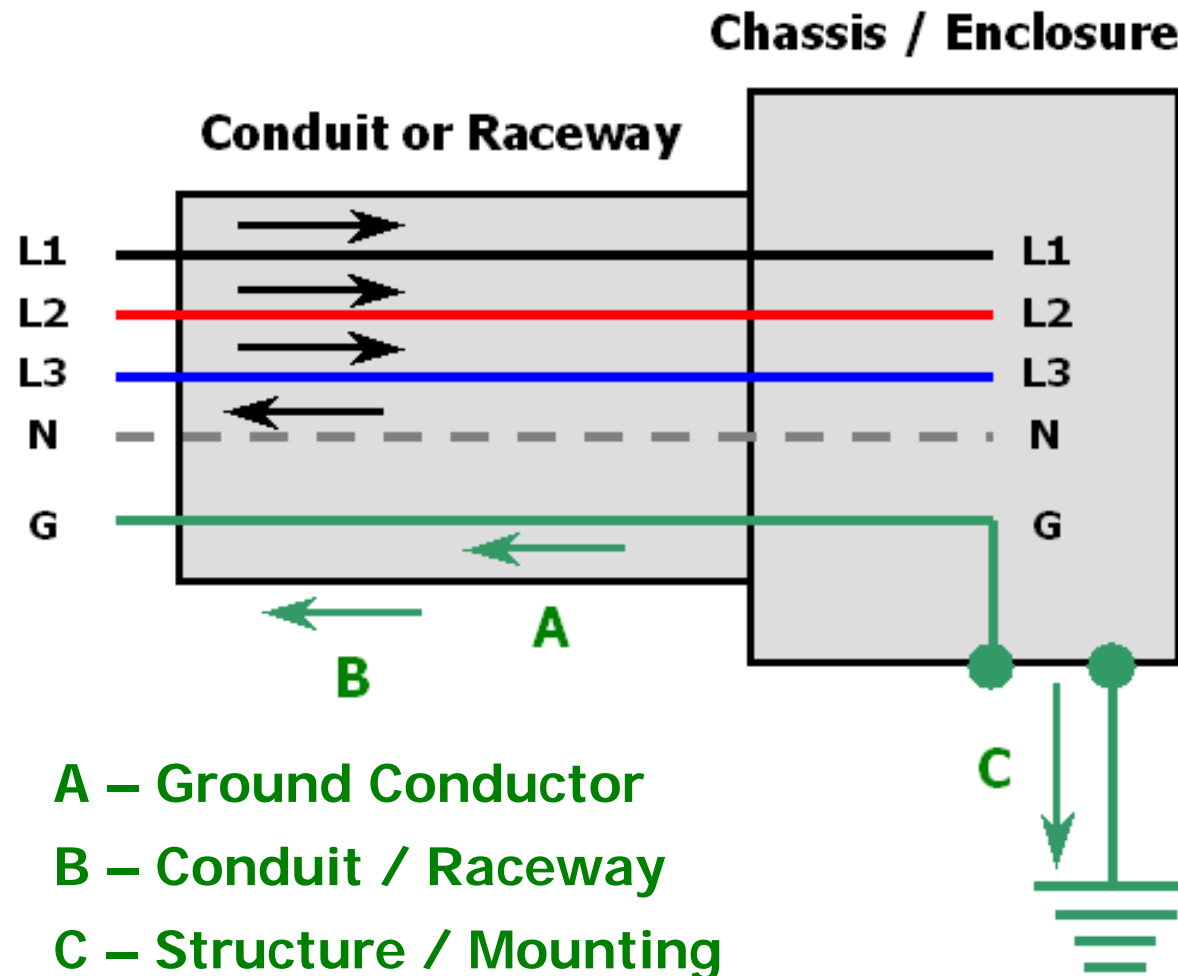 Chassis / Enclosure
Conduit or Raceway
L1 L1
L2 L2
L3 L3
N N
G G
A
B
C
A – Ground Conductor
B – Conduit / Raceway
C – Structure / Mounting